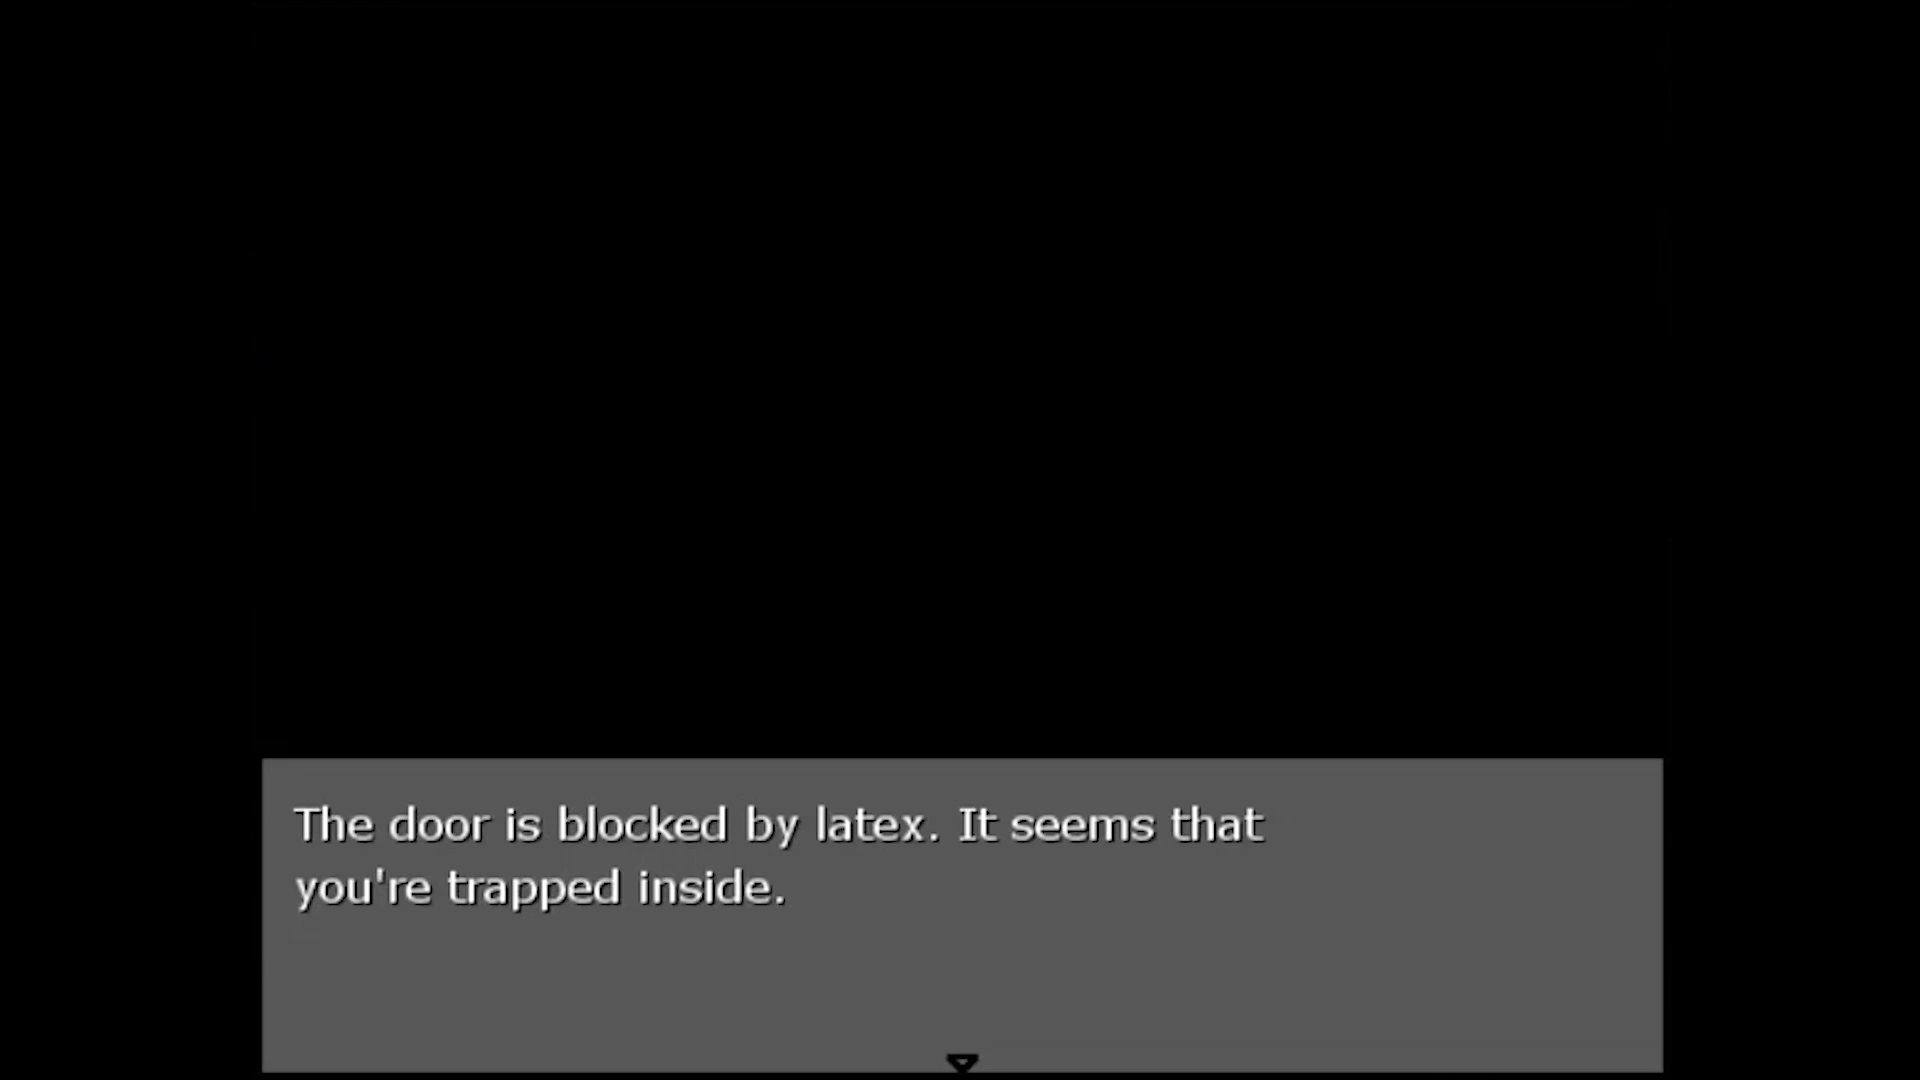 The door is blocked by latex. It seems that
you're trapped inside.